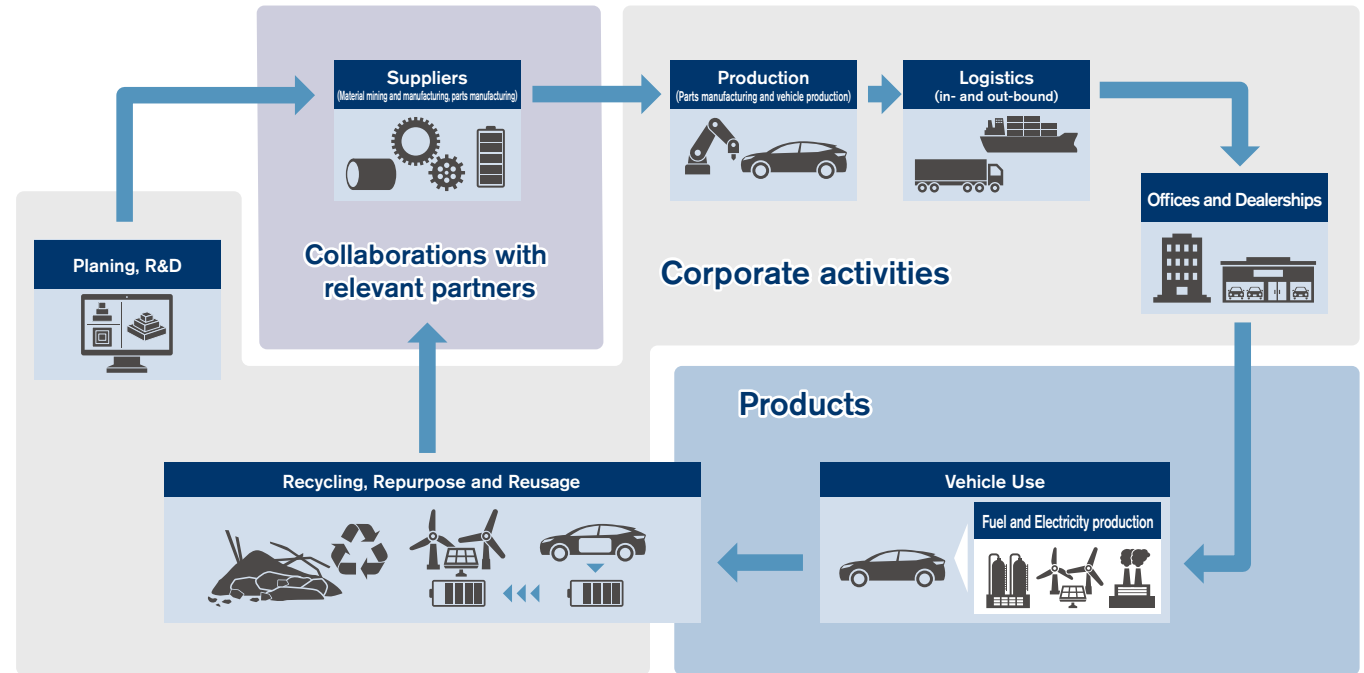 Suppliers
(Material mining and manufacturing, parts manufacturing)
Production
(Parts manufacturing and vehicle production)
Logistics
(in- and out-bound)
Offices and Dealerships
Planing, R&D
Collaborations with
relevant partners
Corporate activities
Products
Recycling, Repurpose and Reusage
Vehicle Use
Fuel and Electricity production